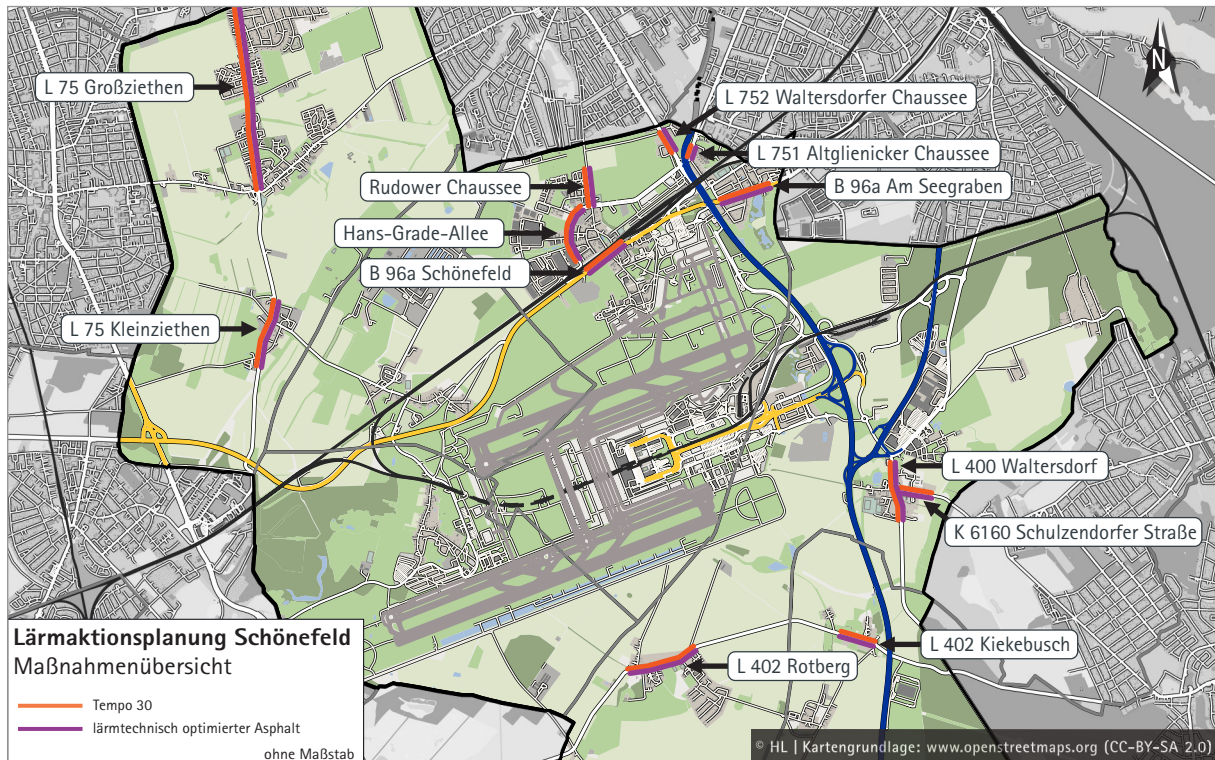 N
L 75 Großziethen
L 752 Waltersdorfer Chaussee
L 751 Altglienicker Chaussee
Rudower Chaussee
B 96a Am Seegraben
Hans-Grade-Allee
B 96a Schönefeld
L 75 Kleinziethen
L 400 Waltersdorf
K 6160 Schulzendorfer Straße
L 402 Kiekebusch
L 402 Rotberg
Lärmaktionsplanung Schönefeld
Maßnahmenübersicht
Tempo 30
lärmtechnisch optimierter Asphalt
ohne Maßstab
© HL | Kartengrundlage: www.openstreetmaps.org (CC-BY-SA 2.0)